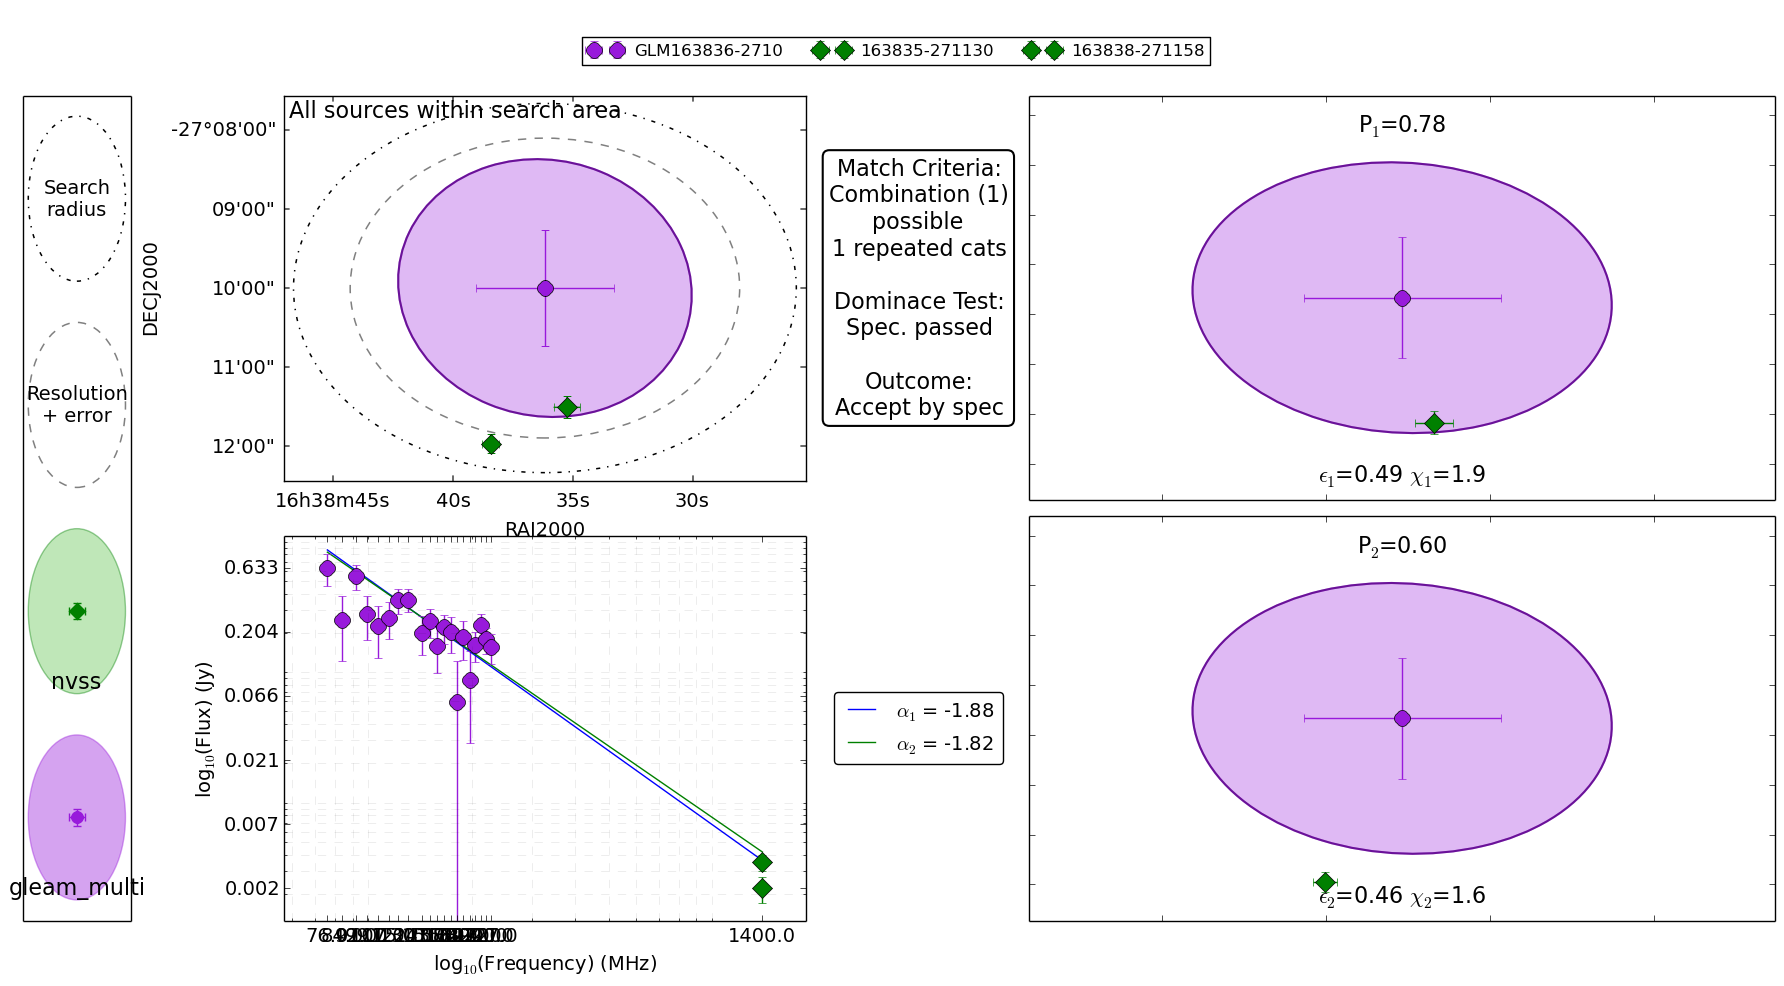 GLM163836-2710 163835-271130 163838-271158
Search
radius
Resolution
+ error
nvss
gleam_multi
All sources within search area
DECJ2000
-27°08'00"
09'00"
10'00"
11'00"
12'00"
16h38m45s 40s 35s 30s
RAJ2000
Match Criteria:
Combination (1)
possible
1 repeated cats
Dominace Test:
Spec. passed
Outcome:
Accept by spec
P₁=0.78
ϵ₁=0.49 χ₁=1.9
P₂=0.60
ϵ₂=0.46 χ₂=1.6
log₁₀(Flux) (Jy)
0.633
0.204
0.066
0.021
0.007
0.002
1400.0
log₁₀(Frequency) (MHz)
α₁ = -1.88
α₂ = -1.82